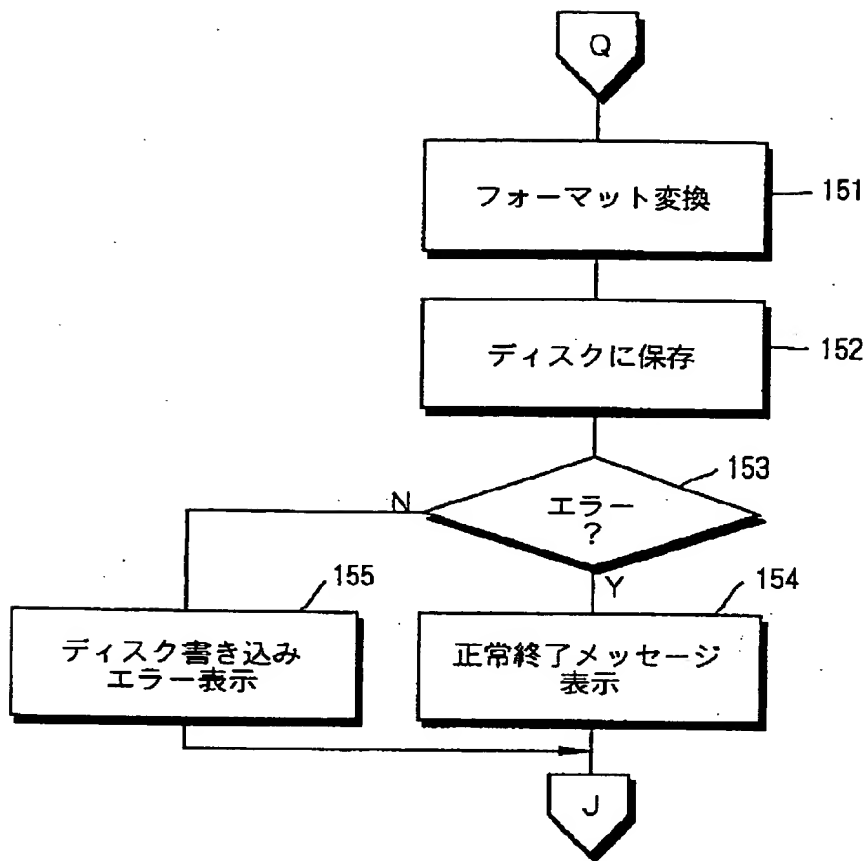 Q
フォーマット変換
151
ディスクに保存
152
153
エラー
?
N
Y
155
154
ディスク書き込み
エラー表示
正常終了メッセージ
表示
J